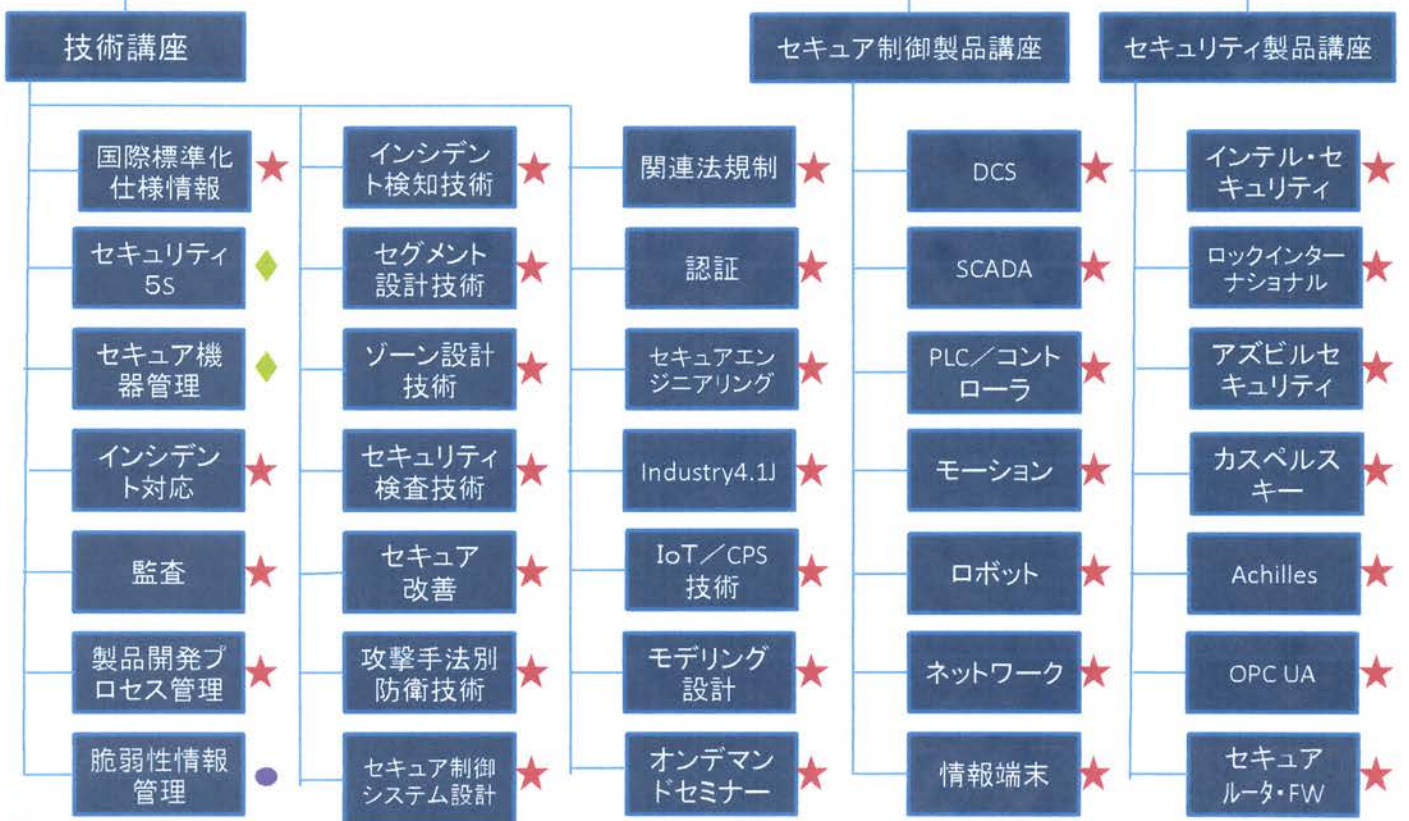 技術講座
セキュア制御製品講座
セキュリティ製品講座
国際標準化
仕様情報
セキュリティ
5S
セキュア機
器管理
インシデン
ト対応
監査
製品開発プ
ロセス管理
脆弱性情報
管理
インシデン
ト検知技術
セグメント
設計技術
ゾーン設計
技術
セキュリティ
検査技術
セキュア
改善
攻撃手法別
防衛技術
セキュア制御
システム設計
関連法規制
認証
セキュアエン
ジニアリング
Industry4.1J
IoT／CPS
技術
モデリング
設計
オンデマン
ドセミナー
DCS
SCADA
PLC／コント
ローラ
モーション
ロボット
ネットワーク
情報端末
インテル・セ
キュリティ
ロックインター
ナショナル
アズビルセ
キュリティ
カスペルス
キー
Achilles
OPC UA
セキュア
ルータ・FW